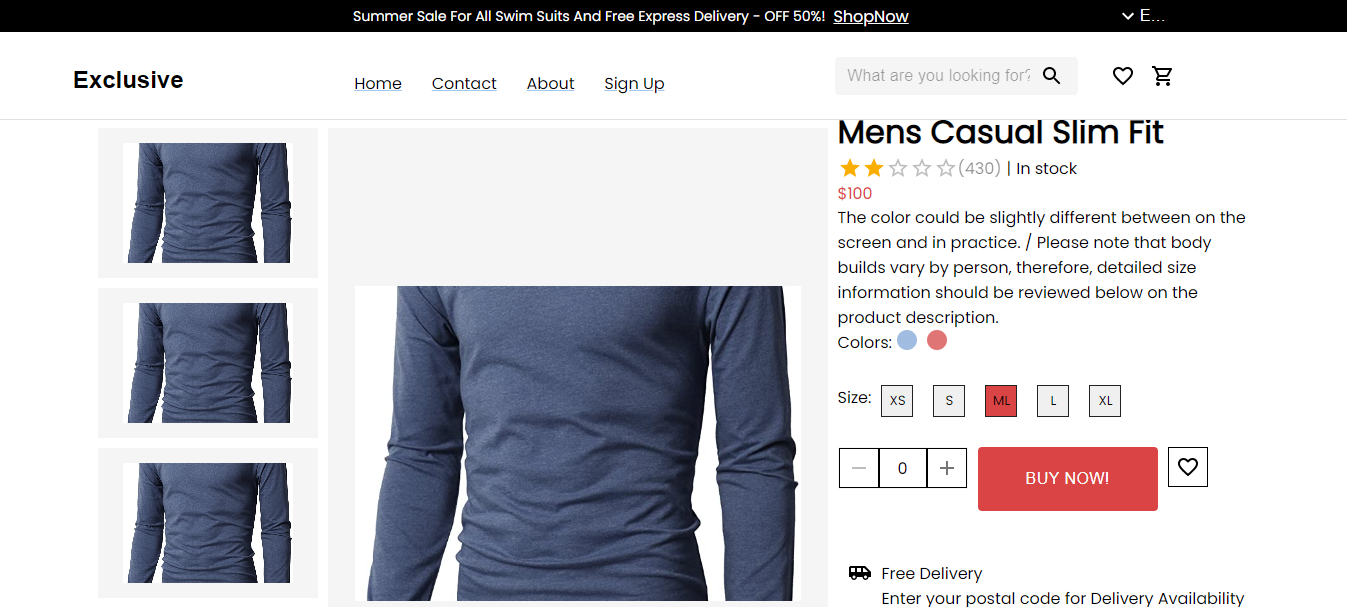 Summer Sale For All Swim Suits And Free Express Delivery - OFF 50%! ShopNow E...
Exclusive Home Contact About Sign Up What are you looking for?
Mens Casual Slim Fit
(430) | In stock
$100
The color could be slightly different between on the
screen and in practice. / Please note that body
builds vary by person, therefore, detailed size
information should be reviewed below on the
product description.
Colors:
Size: XS S ML L XL
0 BUY NOW!
Free Delivery
Enter your postal code for Delivery Availability